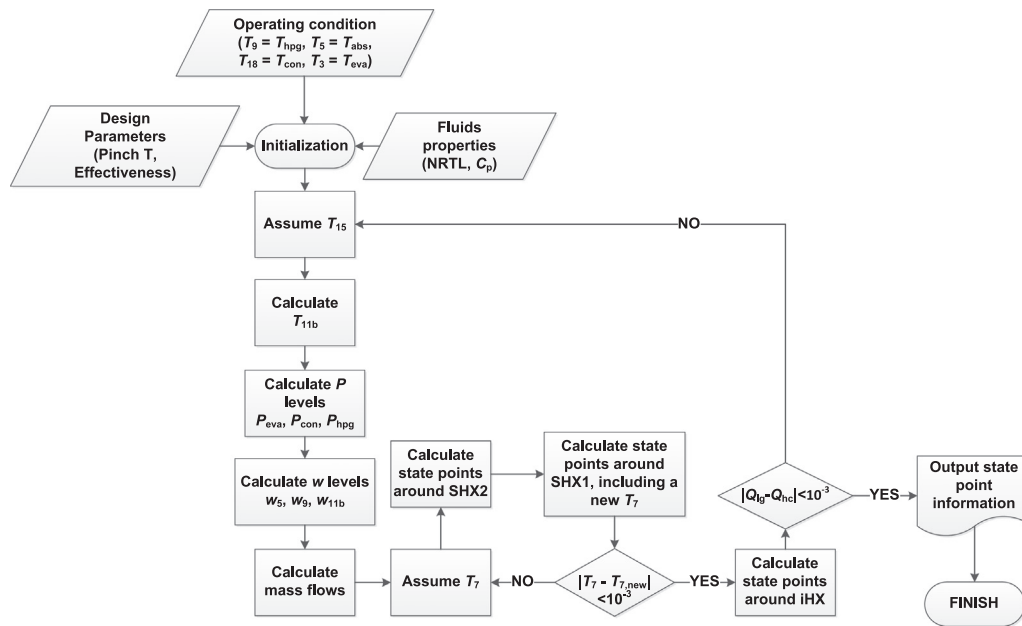 Operating condition
(T9 = Thpg, T5 = Tabs,
T18 = Tcon, T3 = Teva)
Design
Parameters
(Pinch T,
Effectiveness)
Initialization
Fluids
properties
(NRTL, Cp)
Assume T15
NO
Calculate
T11b
Calculate P
levels
Peva, Pcon, Phpg
Calculate w levels
w5, w9, w11b
Calculate
mass flows
Assume T7
Calculate
state points
around SHX2
Calculate state
points around
SHX1, including a
new T7
|T7 - T7,new|
<10-3
NO
YES
Calculate
state points
around iHX
|Qlg-Qhc|<10-3
YES
Output state
point
information
FINISH